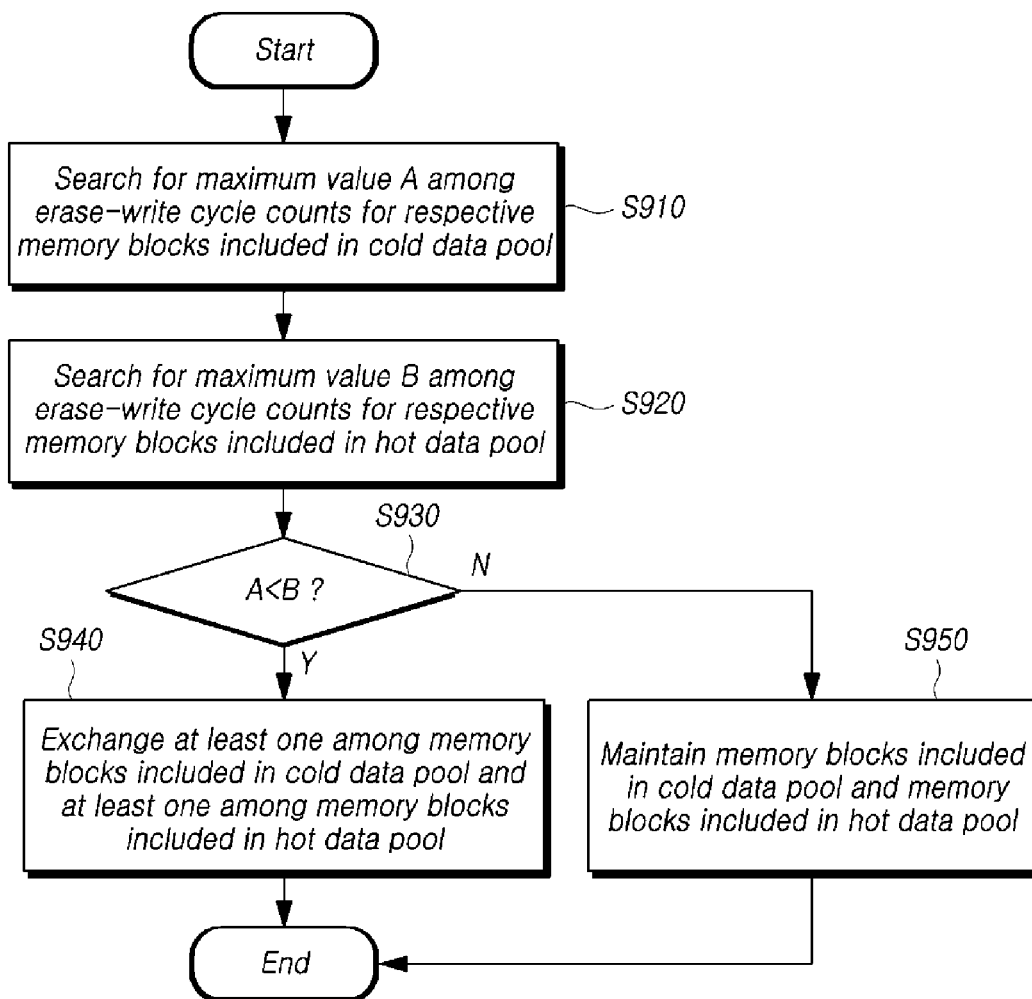 Start
Search for maximum value A among
erase-write cycle counts for respective
memory blocks included in cold data pool
S910
Search for maximum value B among
erase-write cycle counts for respective
memory blocks included in hot data pool
S920
S930
A<B ?
N
Y
S940
Exchange at least one among memory
blocks included in cold data pool and
at least one among memory blocks
included in hot data pool
S950
Maintain memory blocks included
in cold data pool and memory
blocks included in hot data pool
End